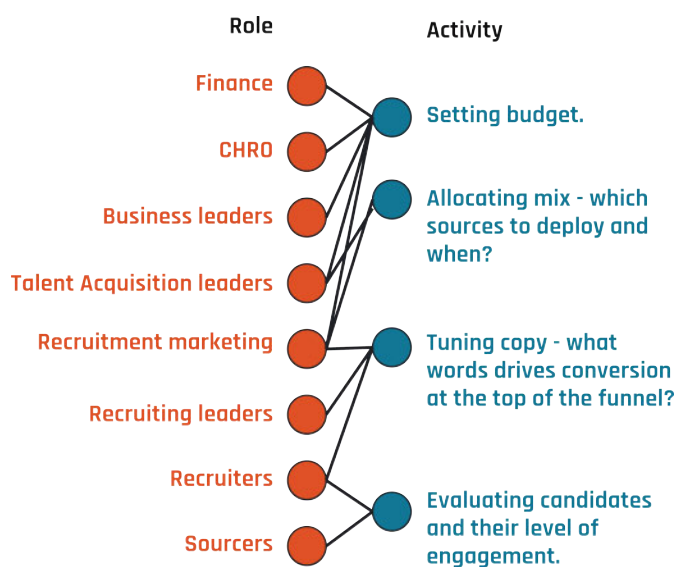 Role
Activity
Finance
CHRO
Business leaders
Talent Acquisition leaders
Recruitment marketing
Recruiting leaders
Recruiters
Sourcers
Setting budget.
Allocating mix - which
sources to deploy and
when?
Tuning copy - what
words drives conversion
at the top of the funnel?
Evaluating candidates
and their level of
engagement.